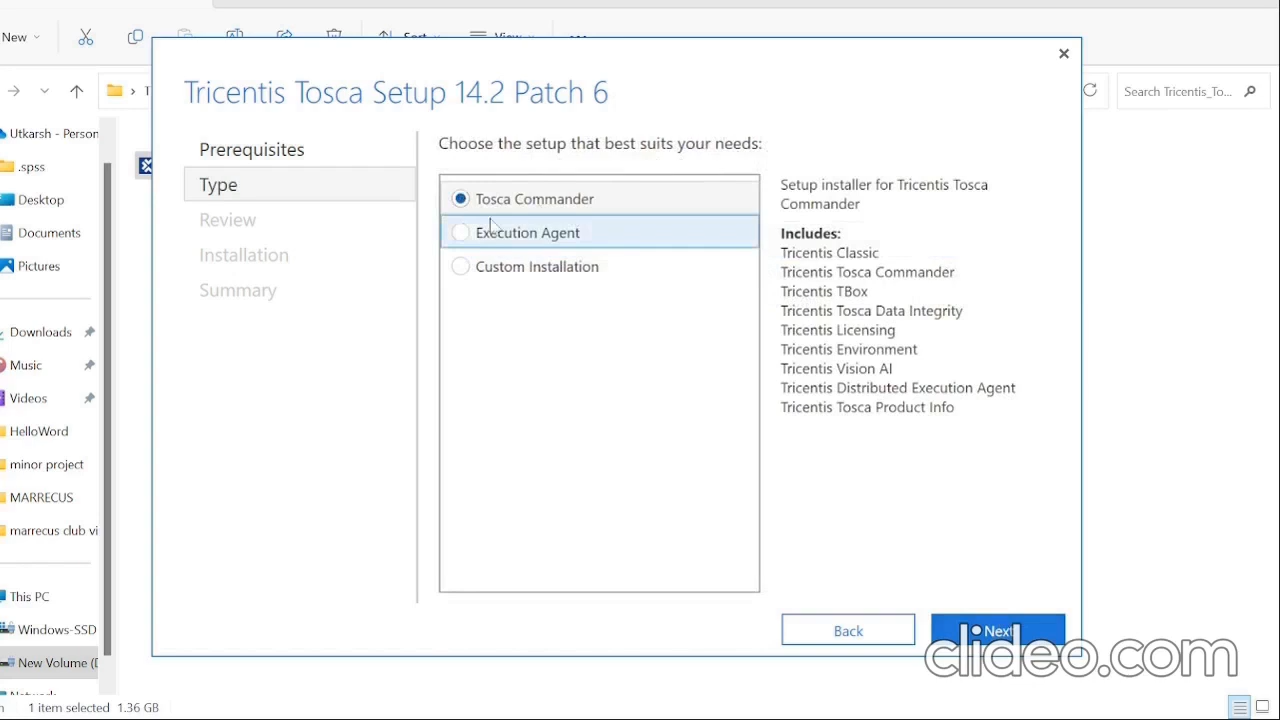 New
Sort
View
Tricentis Tosca Setup 14.2 Patch 6
Search Tricentis_To...
Utkarsh - Person
.spss
Desktop
Documents
Pictures
Downloads
Music
Videos
HelloWord
minor project
MARRECUS
marrecus club vi
This PC
Windows-SSD
New Volume (D
Network
Prerequisites
Type
Review
Installation
Summary
Choose the setup that best suits your needs:
Tosca Commander
Execution Agent
Custom Installation
Setup installer for Tricentis Tosca
Commander
Includes:
Tricentis Classic
Tricentis Tosca Commander
Tricentis TBox
Tricentis Tosca Data Integrity
Tricentis Licensing
Tricentis Environment
Tricentis Vision AI
Tricentis Distributed Execution Agent
Tricentis Tosca Product Info
Back
Next
clideo.com
1 item selected 1.36 GB